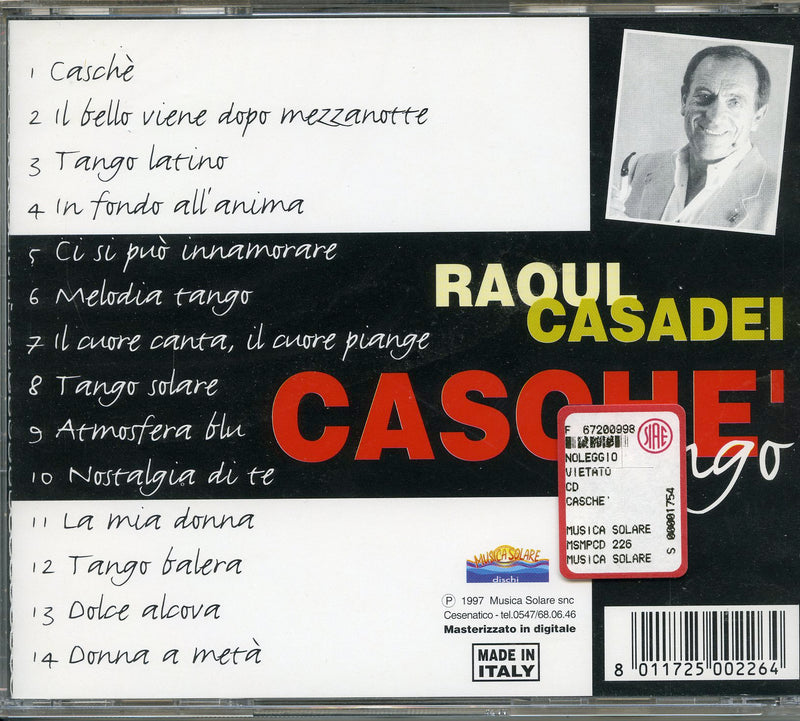 1 Caschè
2 Il bello viene dopo mezzanotte
3 Tango latino
4 In fondo all'anima
5 Ci si può innamorare
6 Melodia tango
7 Il cuore canta, il cuore piange
8 Tango solare
9 Atmosfera blu
10 Nostalgia di te
11 La mia donna
12 Tango balera
13 Dolce alcova
14 Donna a metà
RAOUL
CASADEI
CASCHE'
ngo
F 67200998
SIAE
NOLEGGIO
VIETATO
CD
CASCHE'
MUSICA SOLARE
MSMPCD 226
MUSICA SOLARE
S 00001754
MUSICA SOLARE
dischi
℗ 1997 Musica Solare snc
Cesenatico - tel.0547/68.06.46
Masterizzato in digitale
MADE IN
ITALY
8 011725 002264